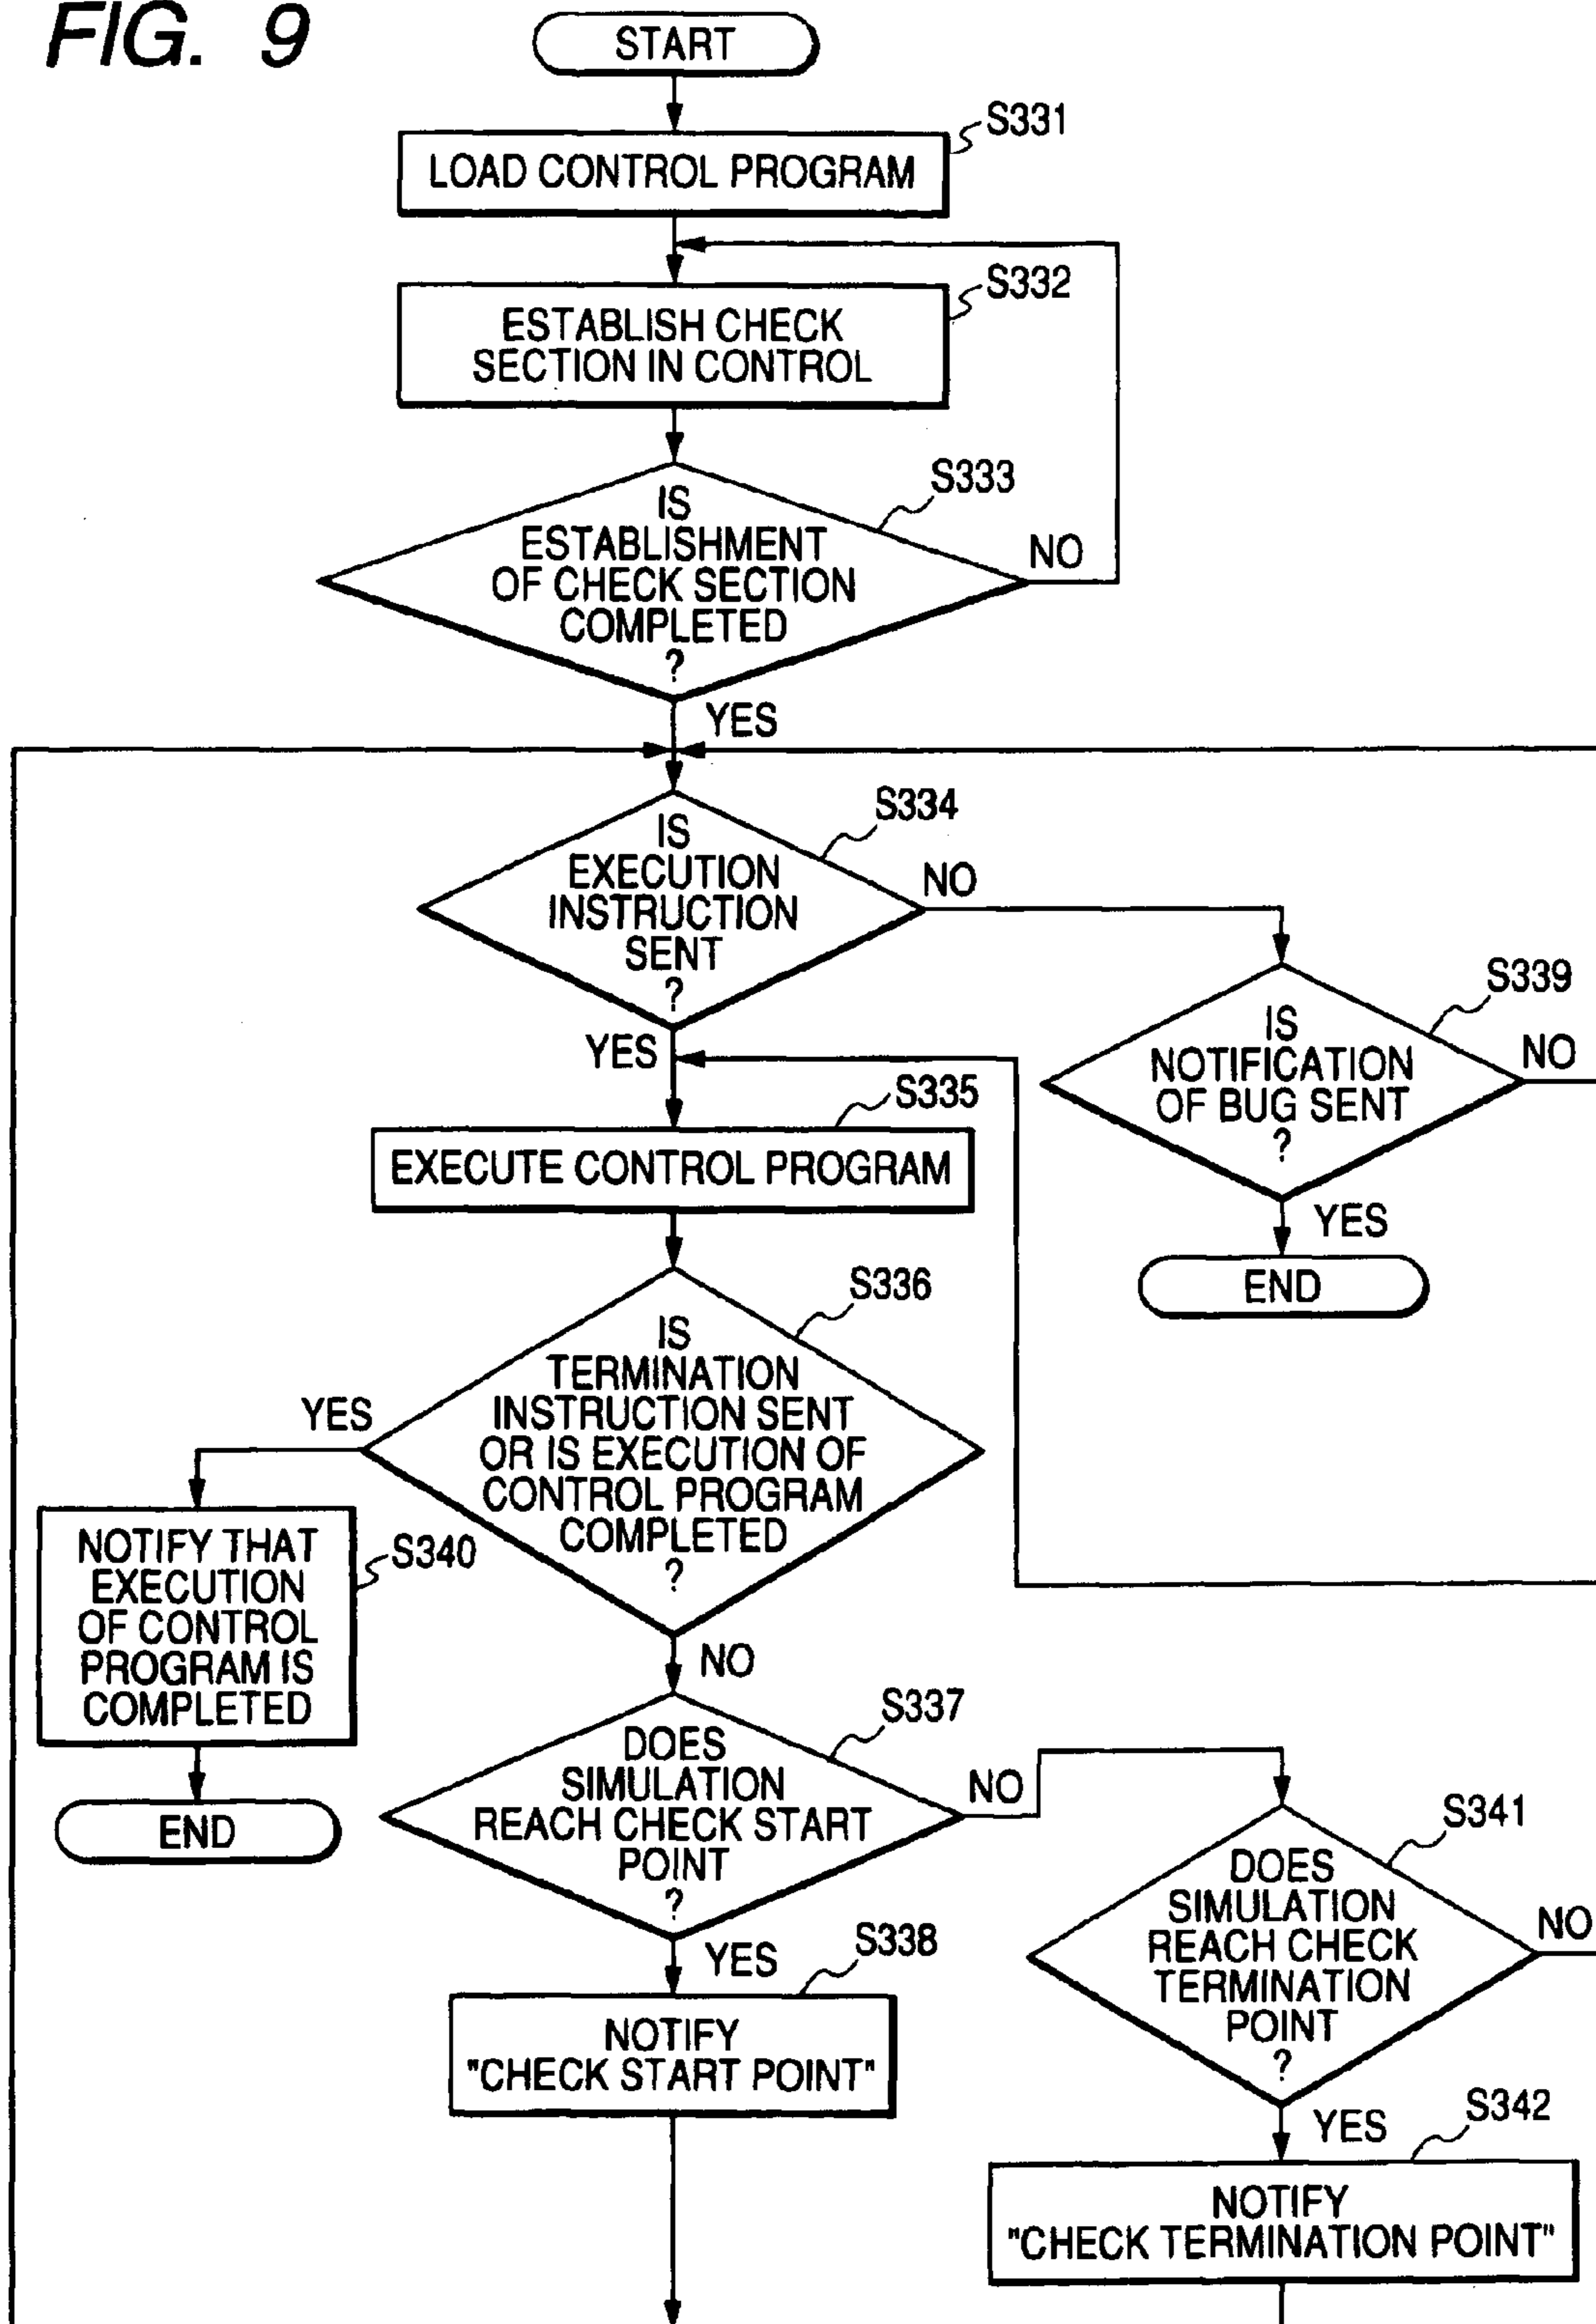 FIG. 9
START
S331
LOAD CONTROL PROGRAM
S332
ESTABLISH CHECK
SECTION IN CONTROL
S333
IS
ESTABLISHMENT
OF CHECK SECTION
COMPLETED
?
NO
YES
S334
IS
EXECUTION
INSTRUCTION
SENT
?
NO
YES
S339
IS
NOTIFICATION
OF BUG SENT
?
NO
YES
END
S335
EXECUTE CONTROL PROGRAM
S336
IS
TERMINATION
INSTRUCTION SENT
OR IS EXECUTION OF
CONTROL PROGRAM
COMPLETED
?
YES
NOTIFY THAT
EXECUTION
OF CONTROL
PROGRAM IS
COMPLETED
S340
END
NO
S337
DOES
SIMULATION
REACH CHECK START
POINT
?
NO
YES
S338
NOTIFY
"CHECK START POINT"
S341
DOES
SIMULATION
REACH CHECK
TERMINATION
POINT
?
NO
YES
S342
NOTIFY
"CHECK TERMINATION POINT"